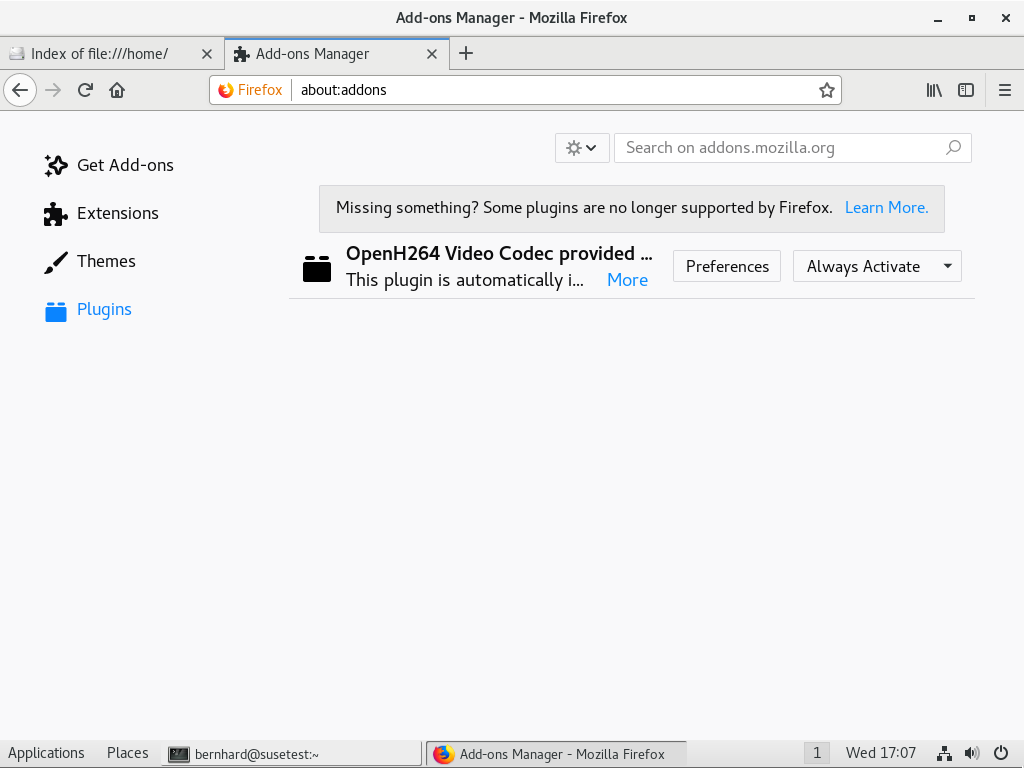 Add-ons Manager - Mozilla Firefox
Index of file:///home/
Add-ons Manager
Firefox
about:addons
Get Add-ons
Extensions
Themes
Plugins
Search on addons.mozilla.org
Missing something? Some plugins are no longer supported by Firefox. Learn More.
OpenH264 Video Codec provided ...
This plugin is automatically i... More
Preferences
Always Activate
Applications Places bernhard@susetest:~ Add-ons Manager - Mozilla Firefox 1 Wed 17:07